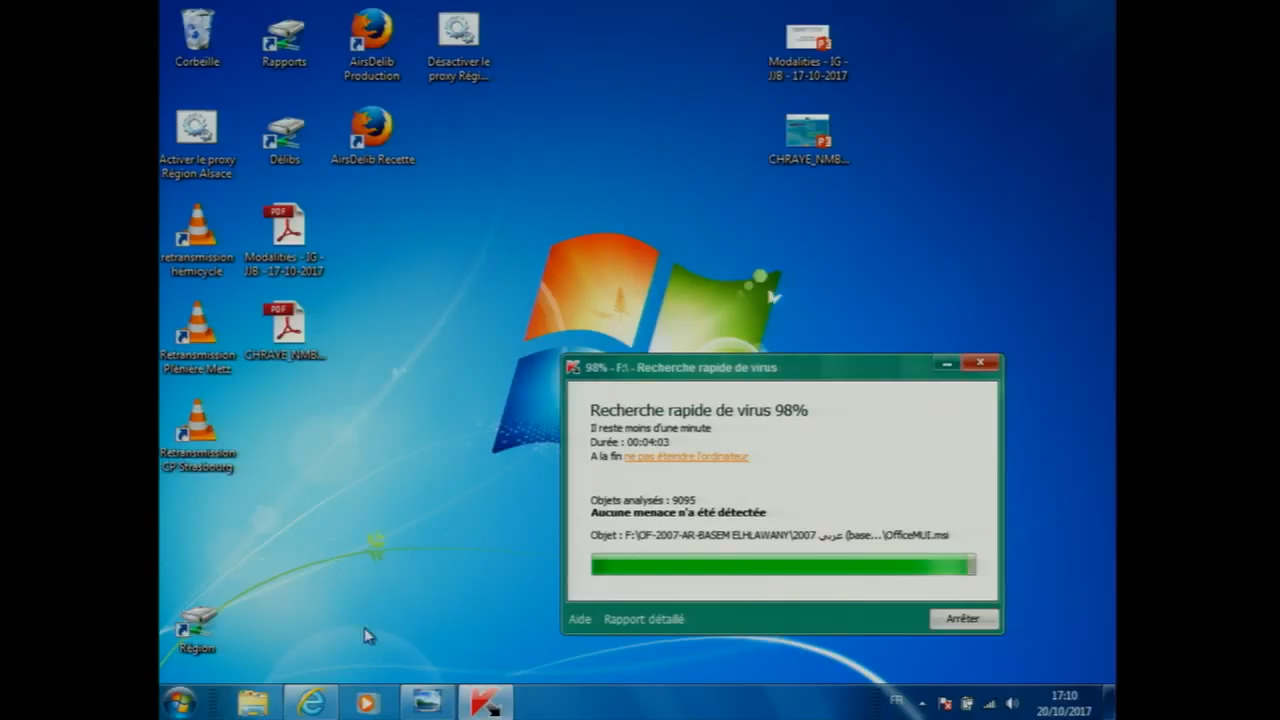 Corbeille
Rapports
AirsDelib
Production
Désactiver le
proxy Régi...
Modalities - IG -
JJB - 17-10-2017
Activer le proxy
Région Alsace
Délibs
AirsDelib Recette
CHRAYE_NMB...
retransmission
hemicycle
PDF
Modalités - IG -
JJB - 17-10-2017
Retransmission
Plénière Metz
PDF
CHRAYE_NMB...
Retransmission
CP Strasbourg
Région
98% - F:\ - Recherche rapide de virus
Recherche rapide de virus 98%
Il reste moins d'une minute
Durée : 00:04:03
A la fin ne pas éteindre l'ordinateur
Objets analysés : 9095
Aucune menace n'a été détectée
Objet : F:\OF-2007-AR-BASEM ELHLAWANY\2007 عربي (base...\OfficeMUI.msi
Aide Rapport détaillé Arrêter
FR
17:10
20/10/2017